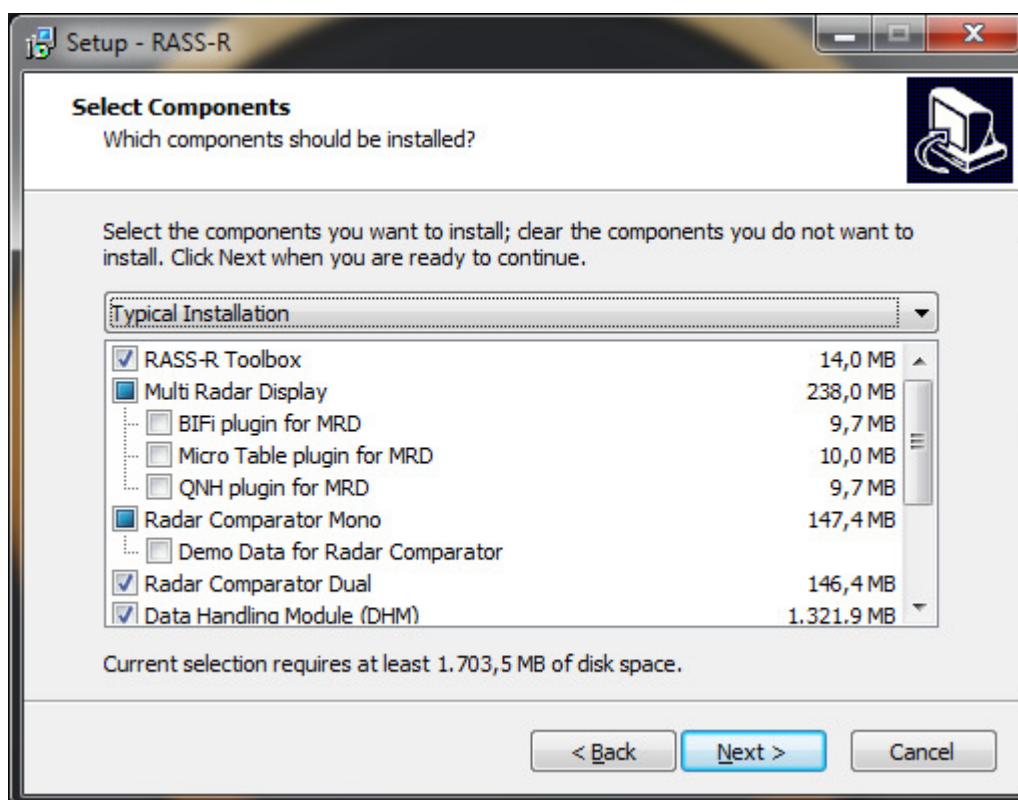 Setup - RASS-R
Select Components
Which components should be installed?
Select the components you want to install; clear the components you do not want to
install. Click Next when you are ready to continue.
Typical Installation
RASS-R Toolbox 14,0 MB
Multi Radar Display 238,0 MB
BIFi plugin for MRD 9,7 MB
Micro Table plugin for MRD 10,0 MB
QNH plugin for MRD 9,7 MB
Radar Comparator Mono 147,4 MB
Demo Data for Radar Comparator
Radar Comparator Dual 146,4 MB
Data Handling Module (DHM) 1.321,9 MB
Current selection requires at least 1.703,5 MB of disk space.
< Back Next > Cancel